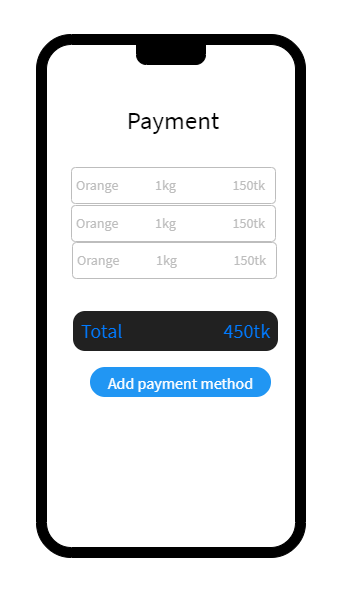 Payment
Orange 1kg 150tk
Orange 1kg 150tk
Orange 1kg 150tk
Total 450tk
Add payment method